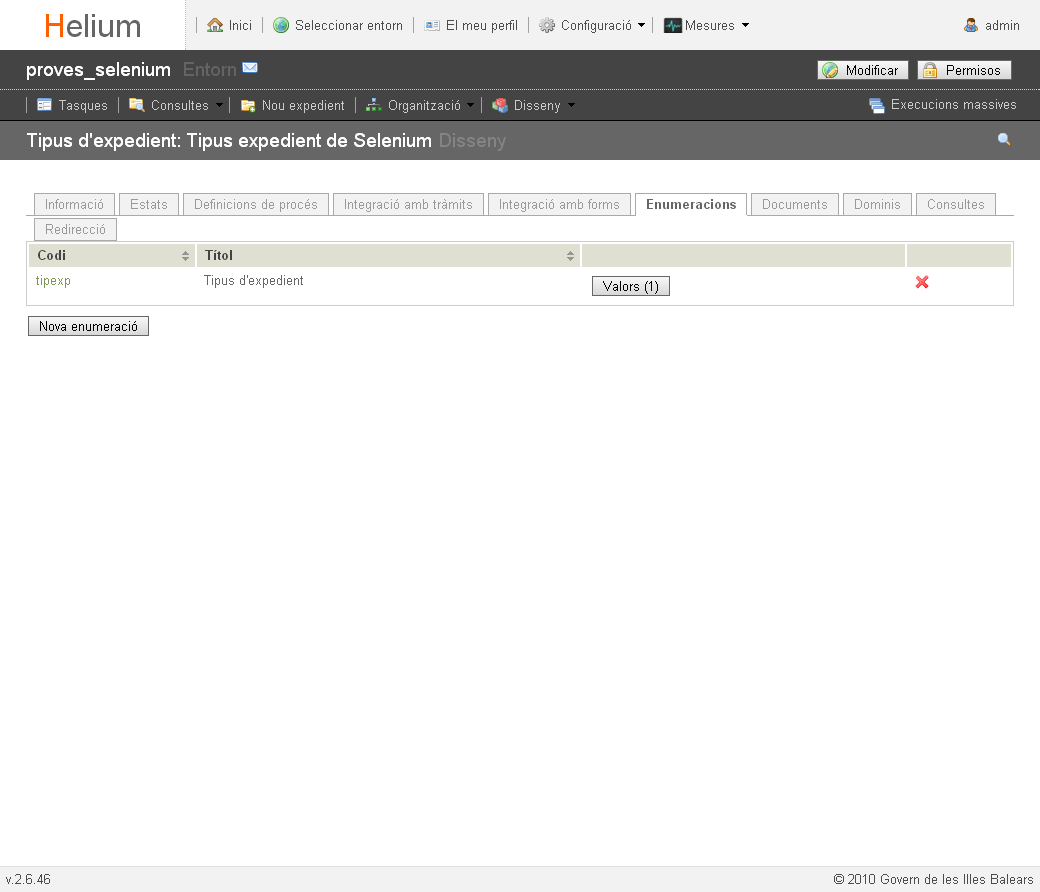 Helium
Inici
Seleccionar entorn
El meu perfil
Configuració
Mesures
admin
proves_selenium Entorn
Modificar
Permisos
Tasques
Consultes
Nou expedient
Organització
Disseny
Execucions massives
Tipus d'expedient: Tipus expedient de Selenium Disseny
Informació
Estats
Definicions de procés
Integració amb tràmits
Integració amb forms
Enumeracions
Documents
Dominis
Consultes
Redirecció
Codi
Títol
tipexp
Tipus d'expedient
Valors (1)
Nova enumeració
v.2.6.46
© 2010 Govern de les Illes Balears